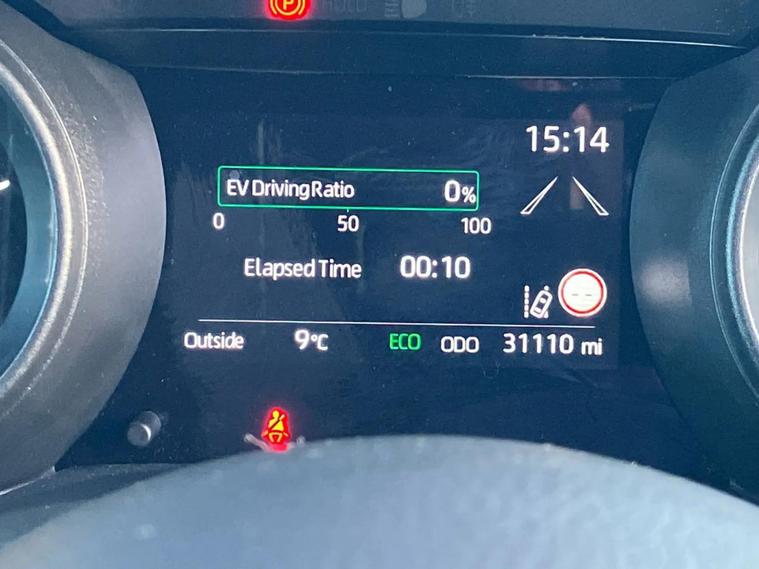 P HOLD
15:14
EV Driving Ratio 0%
0 50 100
Elapsed Time 00:10
Outside 9°C ECO ODO 31110 mi